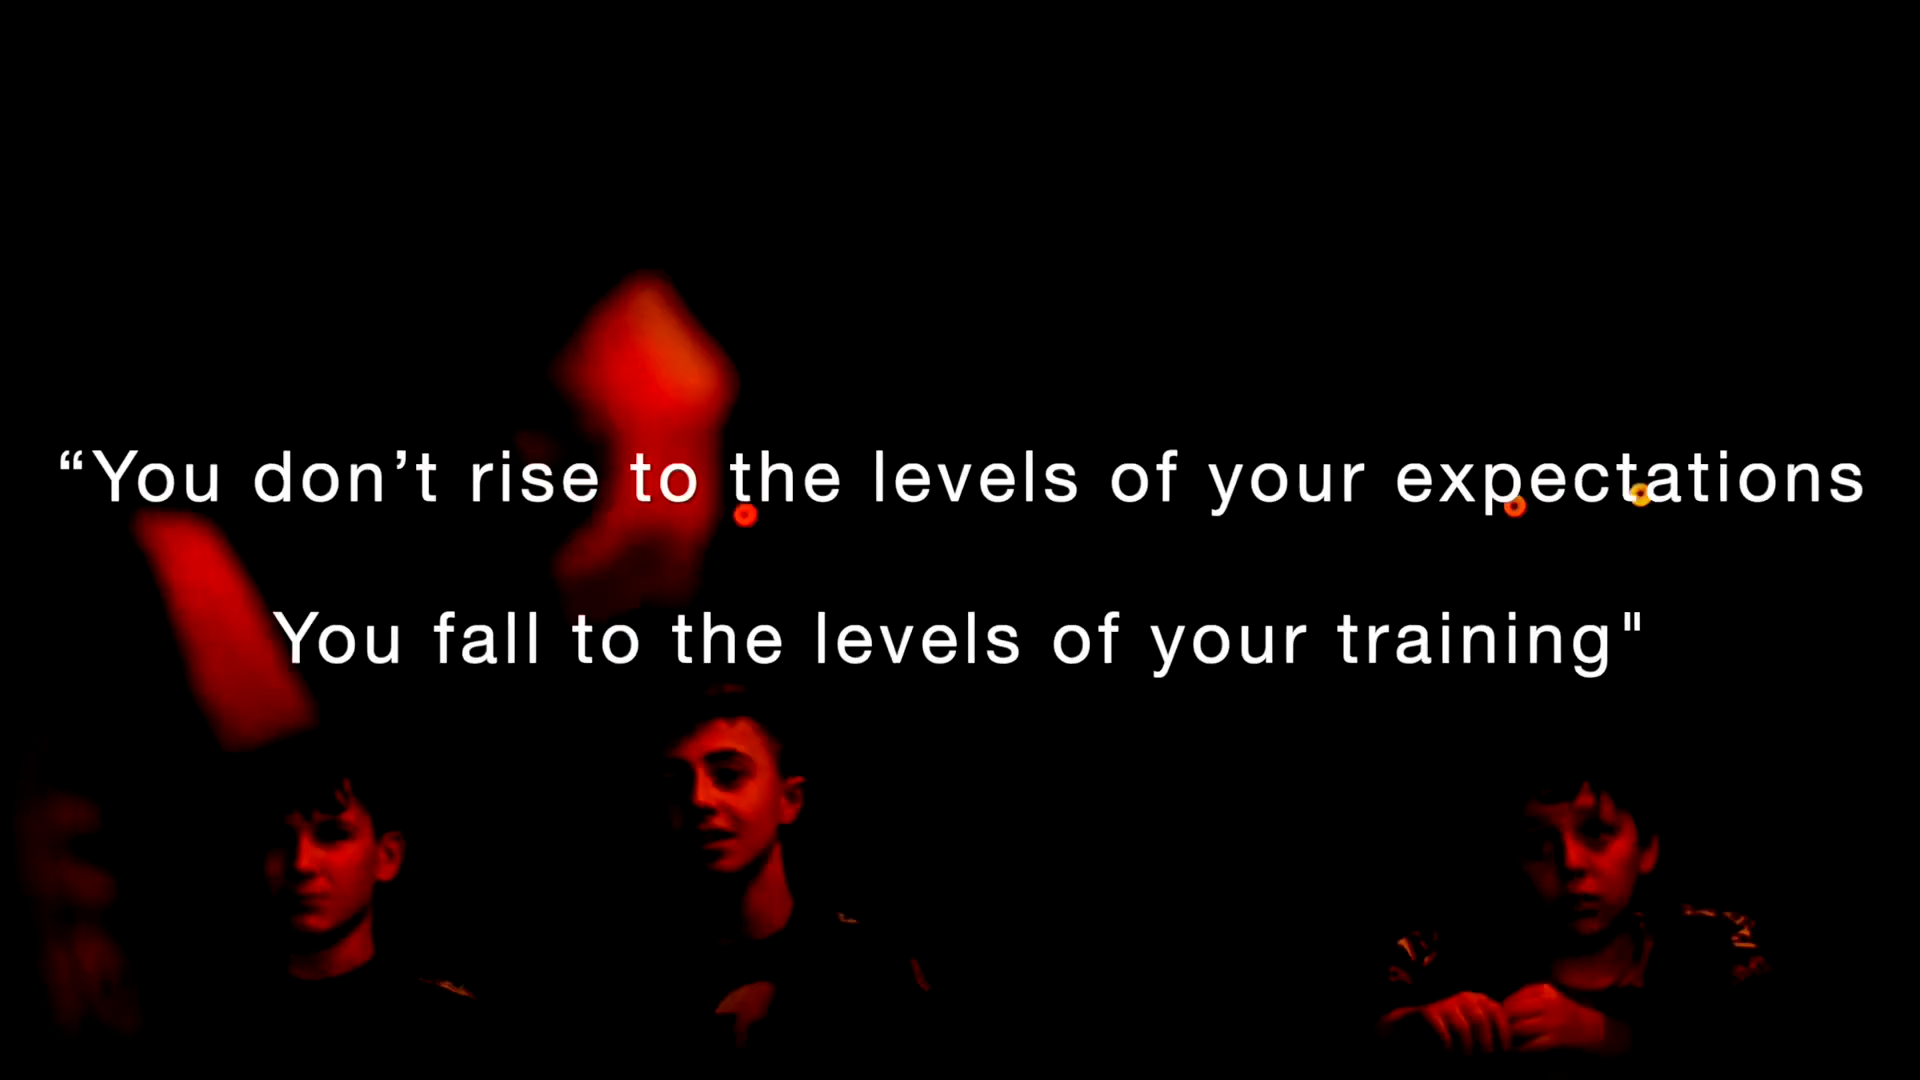 “You don’t rise to the levels of your expectations
You fall to the levels of your training"